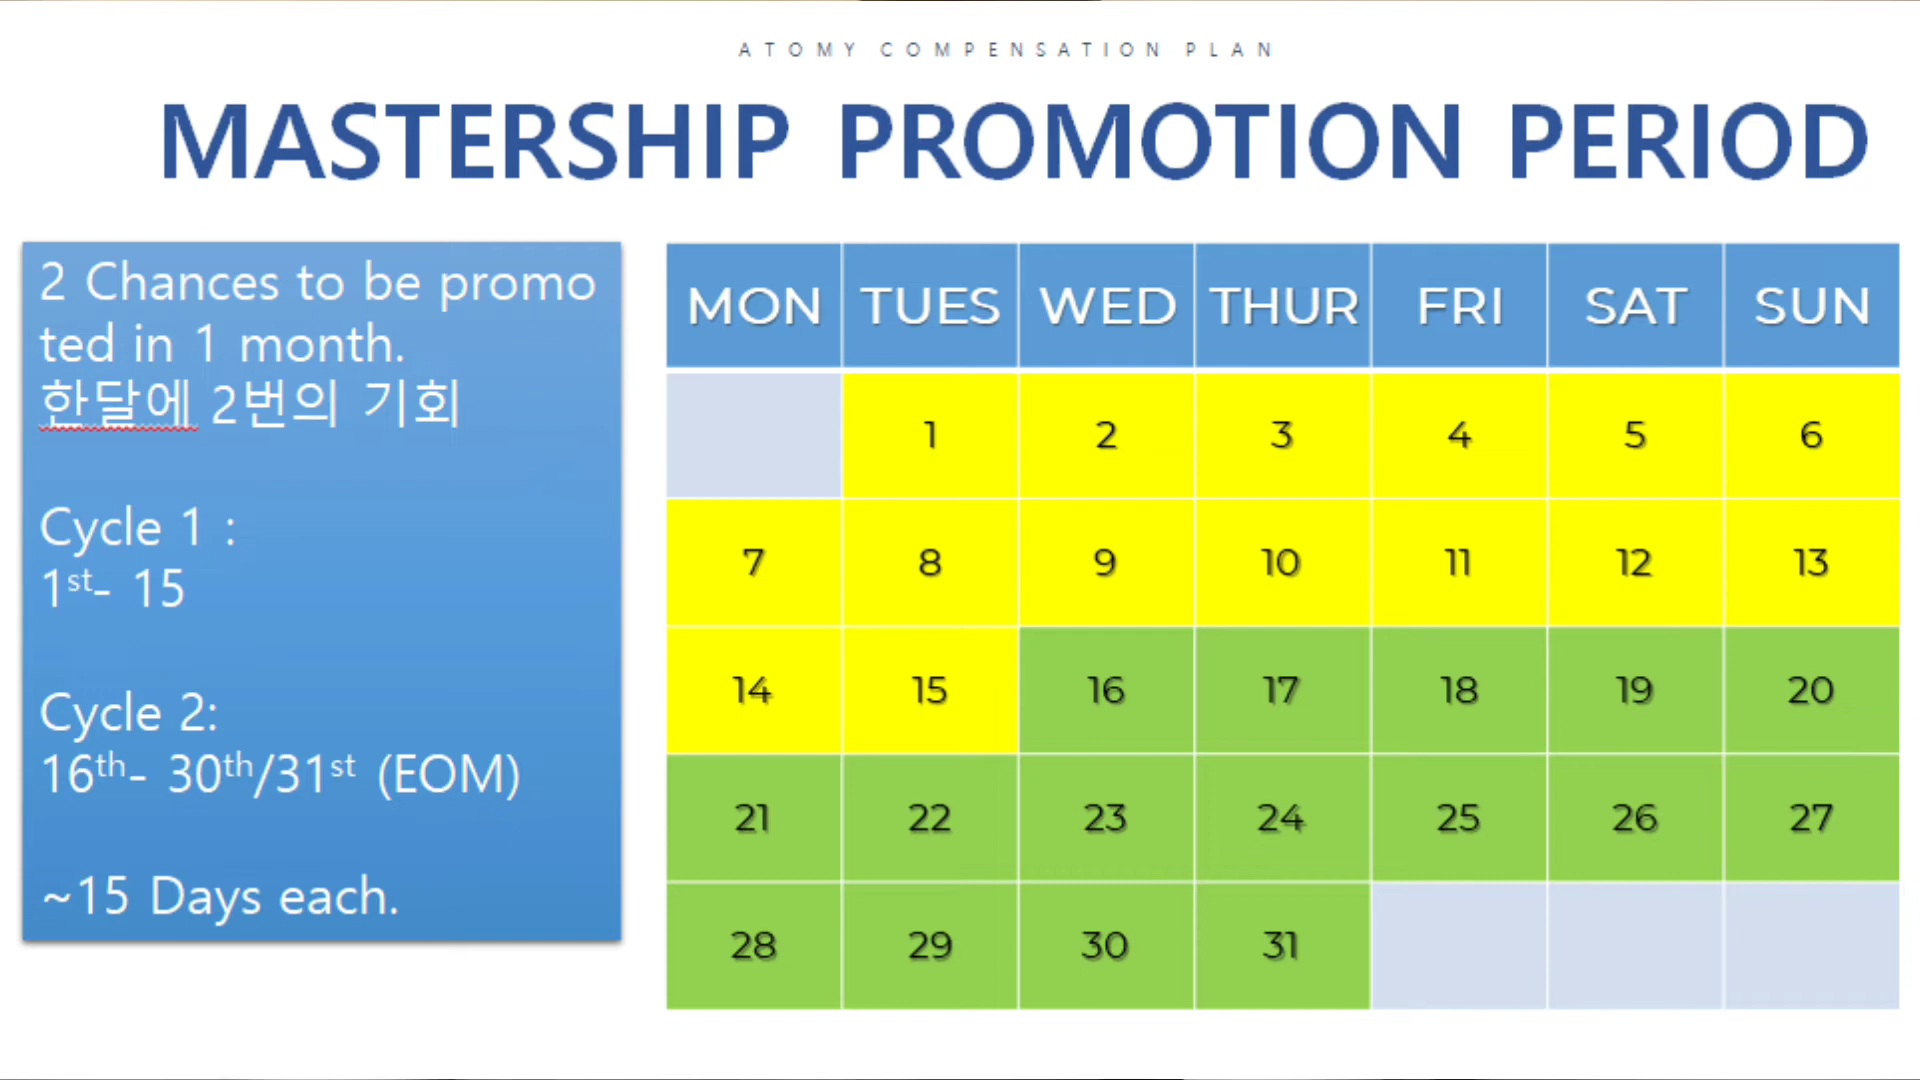 ATOMY COMPENSATION PLAN
MASTERSHIP PROMOTION PERIOD
2 Chances to be promo
ted in 1 month.
한달에 2번의 기회
Cycle 1 :
1st- 15
Cycle 2:
16th- 30th/31st (EOM)
~15 Days each.
MON TUES WED THUR FRI SAT SUN
1 2 3 4 5 6
7 8 9 10 11 12 13
14 15 16 17 18 19 20
21 22 23 24 25 26 27
28 29 30 31